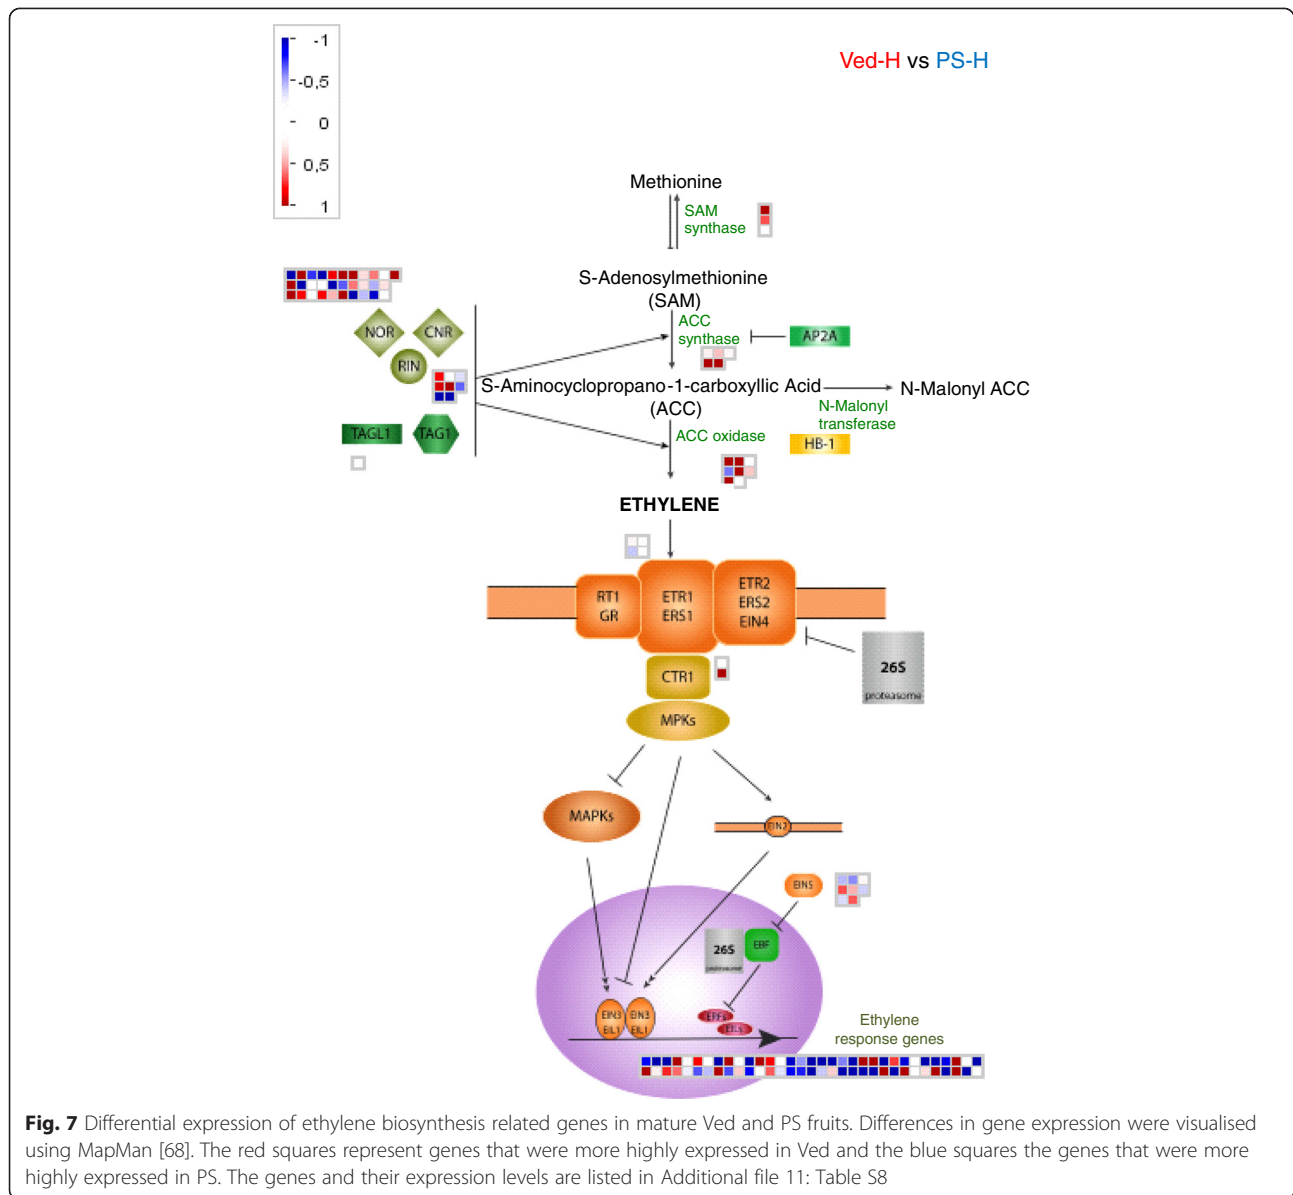 -1
-0,5
0
0,5
1
Ved-H vs PS-H
Methionine
SAM
synthase
S-Adenosylmethionine
(SAM)
NOR
CNR
RIN
ACC
synthase
AP2A
S-Aminocyclopropano-1-carboxyllic Acid
(ACC)
N-Malonyl ACC
N-Malonyl
transferase
TAGL1
TAG1
ACC oxidase
HB-1
ETHYLENE
RT1
GR
ETR1
ERS1
ETR2
ERS2
EIN4
26S
proteasome
CTR1
MPKs
MAPKs
EIN2
EIN5
26S
proteasome
EBF
EIN3
EIL1
EIN3
EIL1
ERFs
EILs
Ethylene
response genes
Fig. 7 Differential expression of ethylene biosynthesis related genes in mature Ved and PS fruits. Differences in gene expression were visualised
using MapMan [68]. The red squares represent genes that were more highly expressed in Ved and the blue squares the genes that were more
highly expressed in PS. The genes and their expression levels are listed in Additional file 11: Table S8